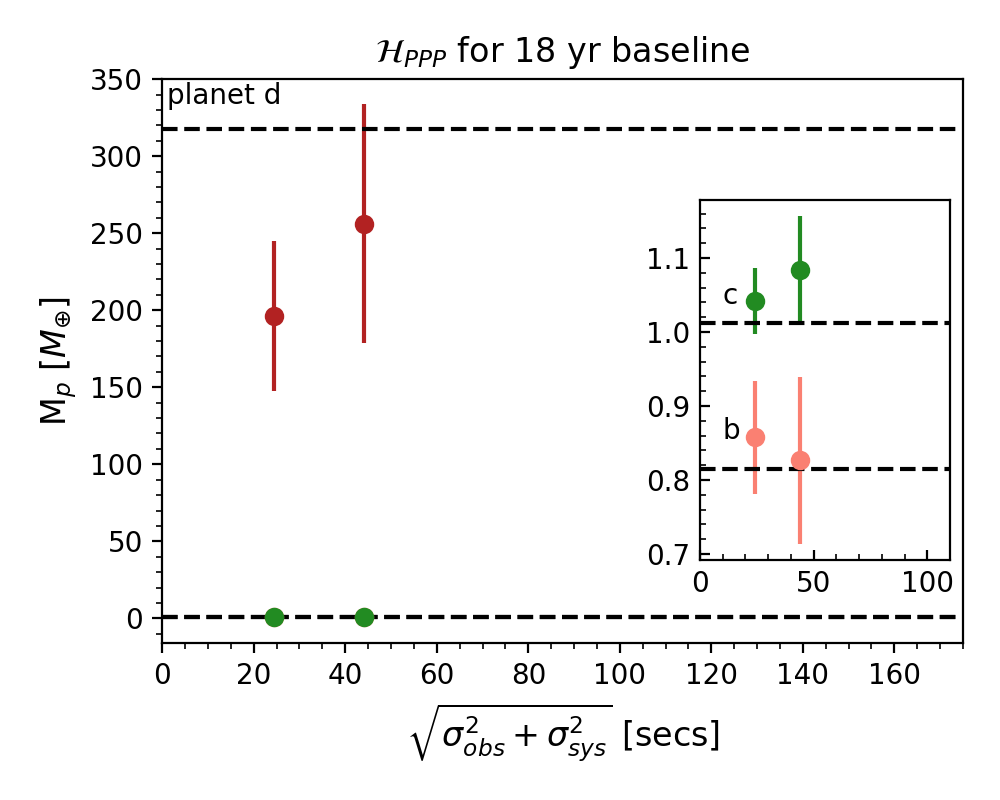 ℋ_PPP for 18 yr baseline
planet d
350
300
250
200
150
100
50
0
M_p [M_⊕]
1.1
1.0
0.9
0.8
0.7
c
b
0 50 100
0 20 40 60 80 100 120 140 160
√(σ²_obs + σ²_sys) [secs]